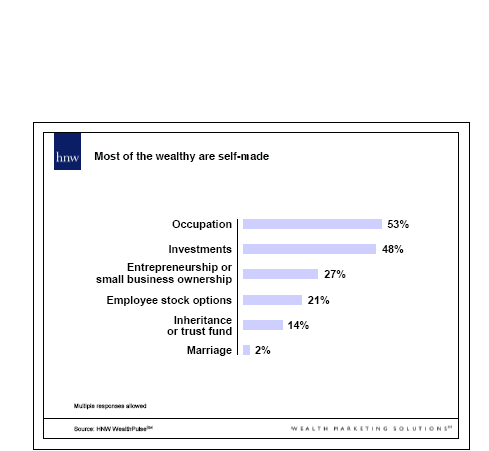 hnw
Most of the wealthy are self-made
Occupation 53%
Investments 48%
Entrepreneurship or
small business ownership 27%
Employee stock options 21%
Inheritance
or trust fund 14%
Marriage 2%
Multiple responses allowed
Source: HNW WealthPulse℠
WEALTH MARKETING SOLUTIONS℠